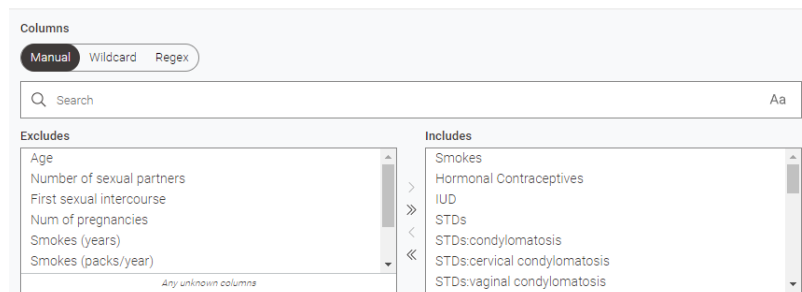 Columns
Manual Wildcard Regex
Search Aa
Excludes
Age
Number of sexual partners
First sexual intercourse
Num of pregnancies
Smokes (years)
Smokes (packs/year)
Any unknown columns
Includes
Smokes
Hormonal Contraceptives
IUD
STDs
STDs:condylomatosis
STDs:cervical condylomatosis
STDs:vaginal condylomatosis